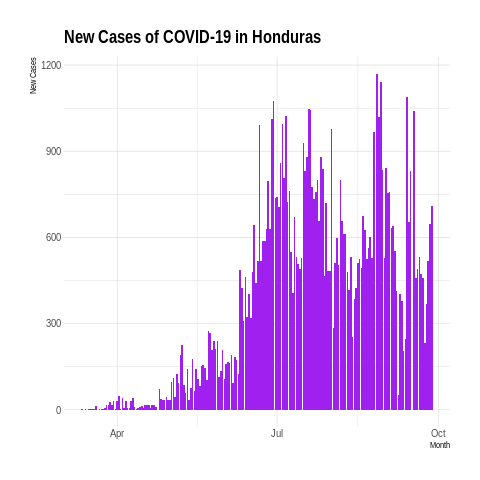 New Cases of COVID-19 in Honduras
New Cases
1200
900
600
300
0
Apr
Jul
Oct
Month